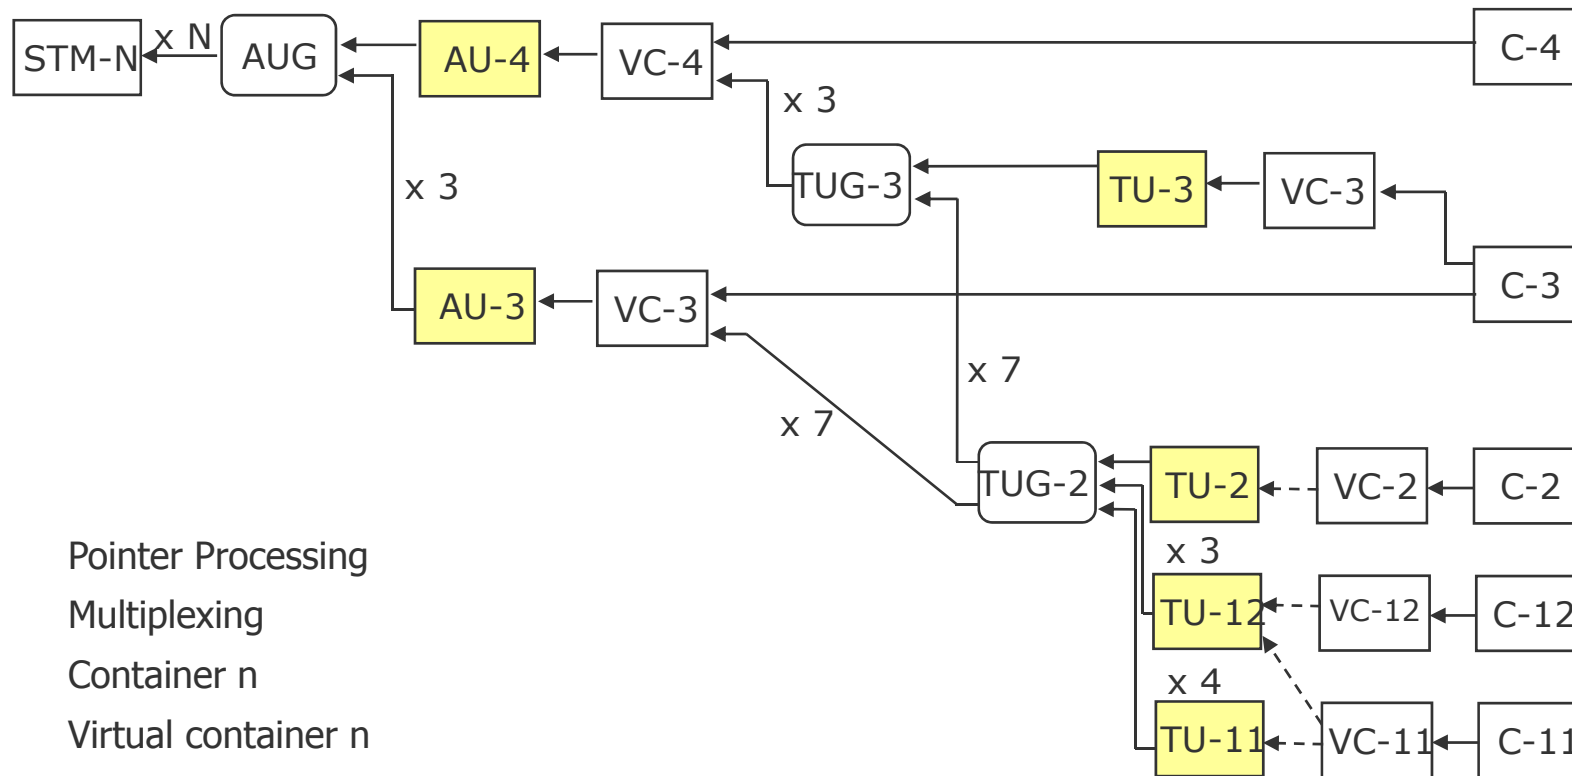 STM-N
x N
AUG
AU-4
VC-4
C-4
x 3
x 3
TUG-3
TU-3
VC-3
AU-3
VC-3
C-3
x 7
x 7
TUG-2
TU-2
VC-2
C-2
x 3
TU-12
VC-12
C-12
x 4
TU-11
VC-11
C-11
Pointer Processing
Multiplexing
Container n
Virtual container n